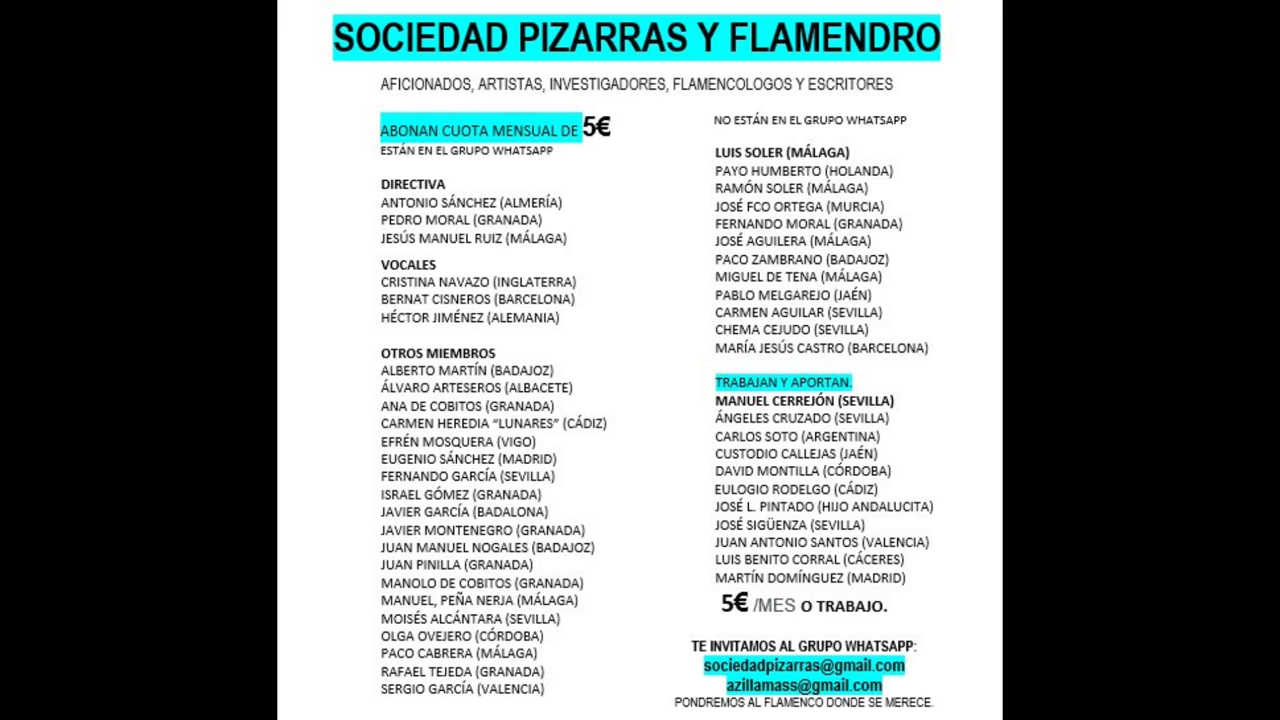 SOCIEDAD PIZARRAS Y FLAMENDRO
AFICIONADOS, ARTISTAS, INVESTIGADORES, FLAMENCOLOGOS Y ESCRITORES
ABONAN CUOTA MENSUAL DE 5€
ESTÁN EN EL GRUPO WHATSAPP
DIRECTIVA
ANTONIO SÁNCHEZ (ALMERÍA)
PEDRO MORAL (GRANADA)
JESÚS MANUEL RUIZ (MÁLAGA)
VOCALES
CRISTINA NAVAZO (INGLATERRA)
BERNAT CISNEROS (BARCELONA)
HÉCTOR JIMÉNEZ (ALEMANIA)
OTROS MIEMBROS
ALBERTO MARTÍN (BADAJOZ)
ÁLVARO ARTESEROS (ALBACETE)
ANA DE COBITOS (GRANADA)
CARMEN HEREDIA “LUNARES” (CÁDIZ)
EFRÉN MOSQUERA (VIGO)
EUGENIO SÁNCHEZ (MADRID)
FERNANDO GARCÍA (SEVILLA)
ISRAEL GÓMEZ (GRANADA)
JAVIER GARCÍA (BADALONA)
JAVIER MONTENEGRO (GRANADA)
JUAN MANUEL NOGALES (BADAJOZ)
JUAN PINILLA (GRANADA)
MANOLO DE COBITOS (GRANADA)
MANUEL, PEÑA NERJA (MÁLAGA)
MOISÉS ALCÁNTARA (SEVILLA)
OLGA OVEJERO (CÓRDOBA)
PACO CABRERA (MÁLAGA)
RAFAEL TEJEDA (GRANADA)
SERGIO GARCÍA (VALENCIA)
NO ESTÁN EN EL GRUPO WHATSAPP
LUIS SOLER (MÁLAGA)
PAYO HUMBERTO (HOLANDA)
RAMÓN SOLER (MÁLAGA)
JOSÉ FCO ORTEGA (MURCIA)
FERNANDO MORAL (GRANADA)
JOSÉ AGUILERA (MÁLAGA)
PACO ZAMBRANO (BADAJOZ)
MIGUEL DE TENA (MÁLAGA)
PABLO MELGAREJO (JAÉN)
CARMEN AGUILAR (SEVILLA)
CHEMA CEJUDO (SEVILLA)
MARÍA JESÚS CASTRO (BARCELONA)
TRABAJAN Y APORTAN.
MANUEL CERREJÓN (SEVILLA)
ÁNGELES CRUZADO (SEVILLA)
CARLOS SOTO (ARGENTINA)
CUSTODIO CALLEJAS (JAÉN)
DAVID MONTILLA (CÓRDOBA)
EULOGIO RODELGO (CÁDIZ)
JOSÉ L. PINTADO (HIJO ANDALUCITA)
JOSÉ SIGÜENZA (SEVILLA)
JUAN ANTONIO SANTOS (VALENCIA)
LUIS BENITO CORRAL (CÁCERES)
MARTÍN DOMÍNGUEZ (MADRID)
5€ /MES O TRABAJO.
TE INVITAMOS AL GRUPO WHATSAPP:
sociedadpizarras@gmail.com
azillamass@gmail.com
PONDREMOS AL FLAMENCO DONDE SE MERECE.